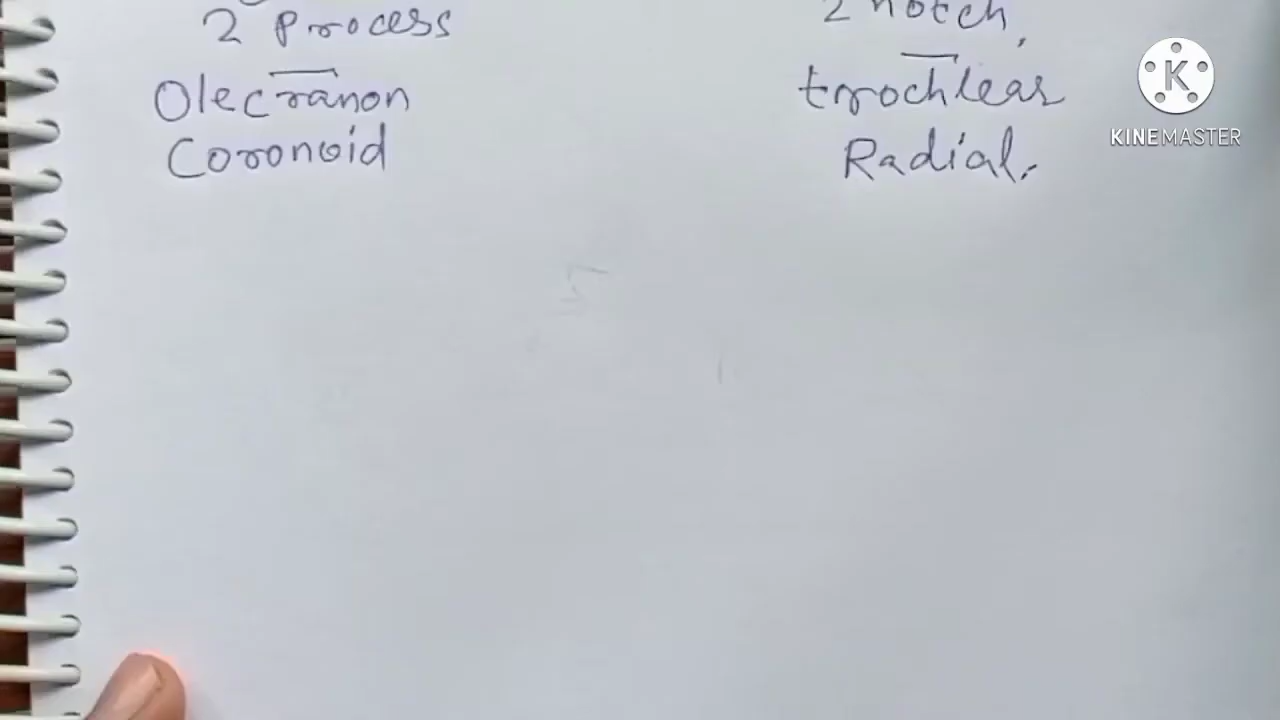 2 Process
Olecranon
Coronoid
2 notch,
trochlear
Radial.
K
KINEMASTER